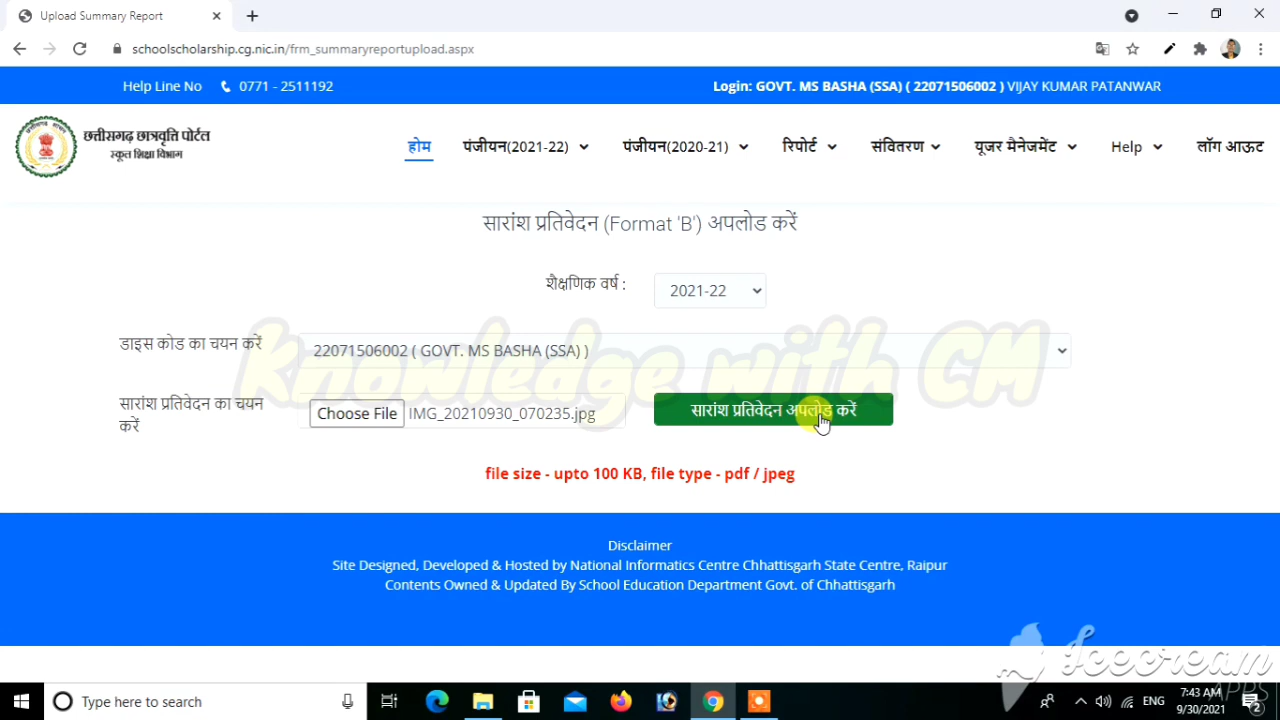 Upload Summary Report
schoolscholarship.cg.nic.in/frm_summaryreportupload.aspx
Help Line No 0771 - 2511192
Login: GOVT. MS BASHA (SSA) ( 22071506002 ) VIJAY KUMAR PATANWAR
छत्तीसगढ़ छात्रवृत्ति पोर्टल
स्कूल शिक्षा विभाग
होम पंजीयन(2021-22) पंजीयन(2020-21) रिपोर्ट संवितरण यूजर मैनेजमेंट Help लॉग आऊट
सारांश प्रतिवेदन (Format 'B') अपलोड करें
शैक्षणिक वर्ष : 2021-22
डाइस कोड का चयन करें 22071506002 ( GOVT. MS BASHA (SSA) )
Knowledge with CM
सारांश प्रतिवेदन का चयन
करें
Choose File IMG_20210930_070235.jpg सारांश प्रतिवेदन अपलोड करें
file size - upto 100 KB, file type - pdf / jpeg
Disclaimer
Site Designed, Developed & Hosted by National Informatics Centre Chhattisgarh State Centre, Raipur
Contents Owned & Updated By School Education Department Govt. of Chhattisgarh
Icecream
APPS
Type here to search
ENG
7:43 AM
9/30/2021
2